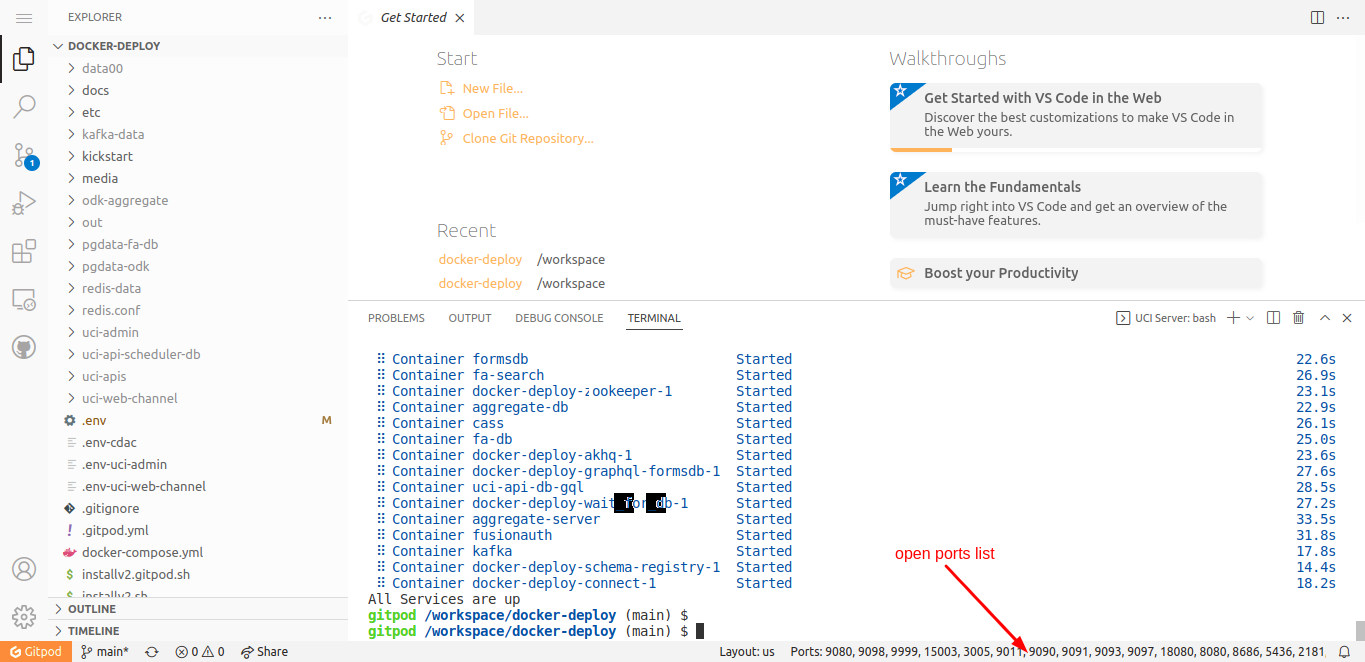 EXPLORER
DOCKER-DEPLOY
data00
docs
etc
kafka-data
kickstart
media
odk-aggregate
out
pgdata-fa-db
pgdata-odk
redis-data
redis.conf
uci-admin
uci-api-scheduler-db
uci-apis
uci-web-channel
.env M
.env-cdac
.env-uci-admin
.env-uci-web-channel
.gitignore
.gitpod.yml
docker-compose.yml
installv2.gitpod.sh
installv2.sh
OUTLINE
TIMELINE
1
Get Started
Start
New File...
Open File...
Clone Git Repository...
Recent
docker-deploy /workspace
docker-deploy /workspace
Walkthroughs
Get Started with VS Code in the Web
Discover the best customizations to make VS Code in
the Web yours.
Learn the Fundamentals
Jump right into VS Code and get an overview of the
must-have features.
Boost your Productivity
PROBLEMS OUTPUT DEBUG CONSOLE TERMINAL
UCI Server: bash
Container formsdb Started 22.6s
Container fa-search Started 26.9s
Container docker-deploy-zookeeper-1 Started 23.1s
Container aggregate-db Started 22.9s
Container cass Started 26.1s
Container fa-db Started 25.0s
Container docker-deploy-akhq-1 Started 23.6s
Container docker-deploy-graphql-formsdb-1 Started 27.6s
Container uci-api-db-gql Started 28.5s
Container docker-deploy-wait_for_db-1 Started 27.2s
Container aggregate-server Started 33.5s
Container fusionauth Started 31.8s
Container kafka Started 17.8s
Container docker-deploy-schema-registry-1 Started 14.4s
Container docker-deploy-connect-1 Started 18.2s
All Services are up
gitpod /workspace/docker-deploy (main) $
gitpod /workspace/docker-deploy (main) $
open ports list
Gitpod main* 0 0 Share Layout: us Ports: 9080, 9098, 9999, 15003, 3005, 9011, 9090, 9091, 9093, 9097, 18080, 8080, 8686, 5436, 2181